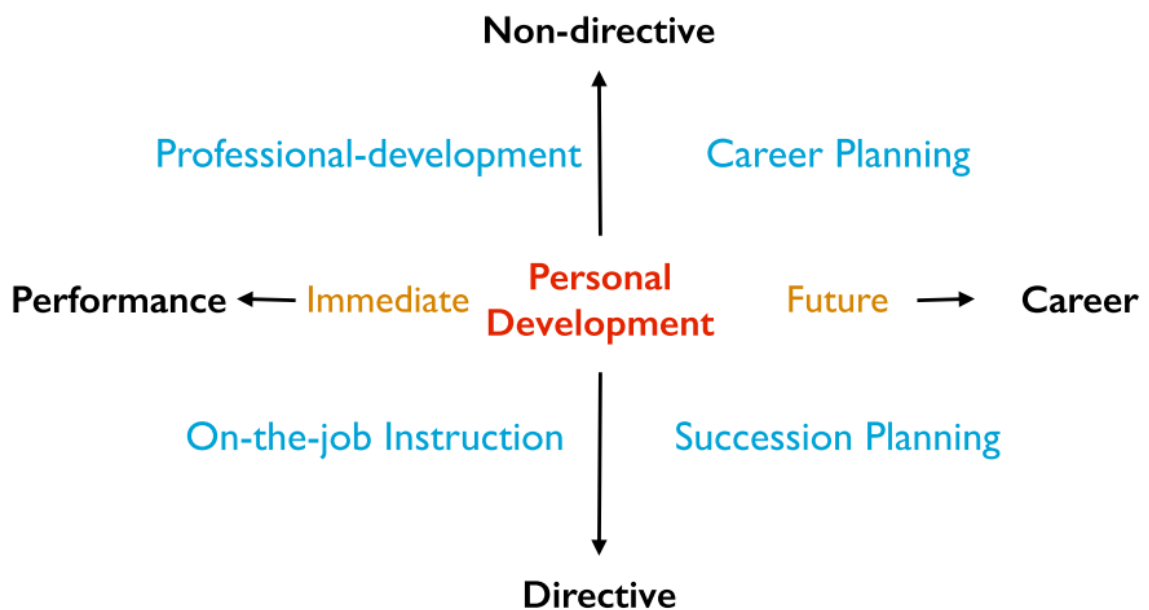 Non-directive
Professional-development
Career Planning
Performance
Immediate
Personal
Development
Future
Career
On-the-job Instruction
Succession Planning
Directive